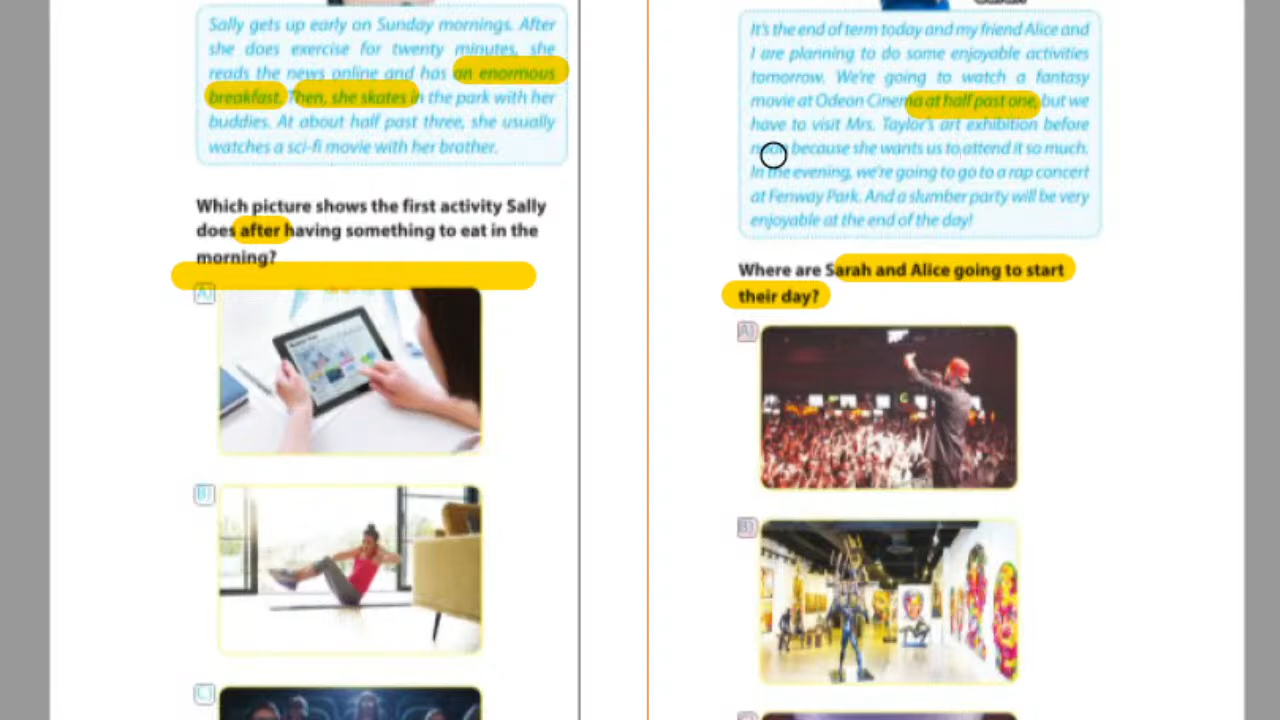 Sally gets up early on Sunday mornings. After
she does exercise for twenty minutes, she
reads the news online and has an enormous
breakfast. Then, she skates in the park with her
buddies. At about half past three, she usually
watches a sci-fi movie with her brother.
Which picture shows the first activity Sally
does after having something to eat in the
morning?
A)
B)
C)
Sarah
It's the end of term today and my friend Alice and
I are planning to do some enjoyable activities
tomorrow. We're going to watch a fantasy
movie at Odeon Cinema at half past one, but we
have to visit Mrs. Taylor's art exhibition before
noon because she wants us to attend it so much.
In the evening, we're going to go to a rap concert
at Fenway Park. And a slumber party will be very
enjoyable at the end of the day!
Where are Sarah and Alice going to start
their day?
A)
B)